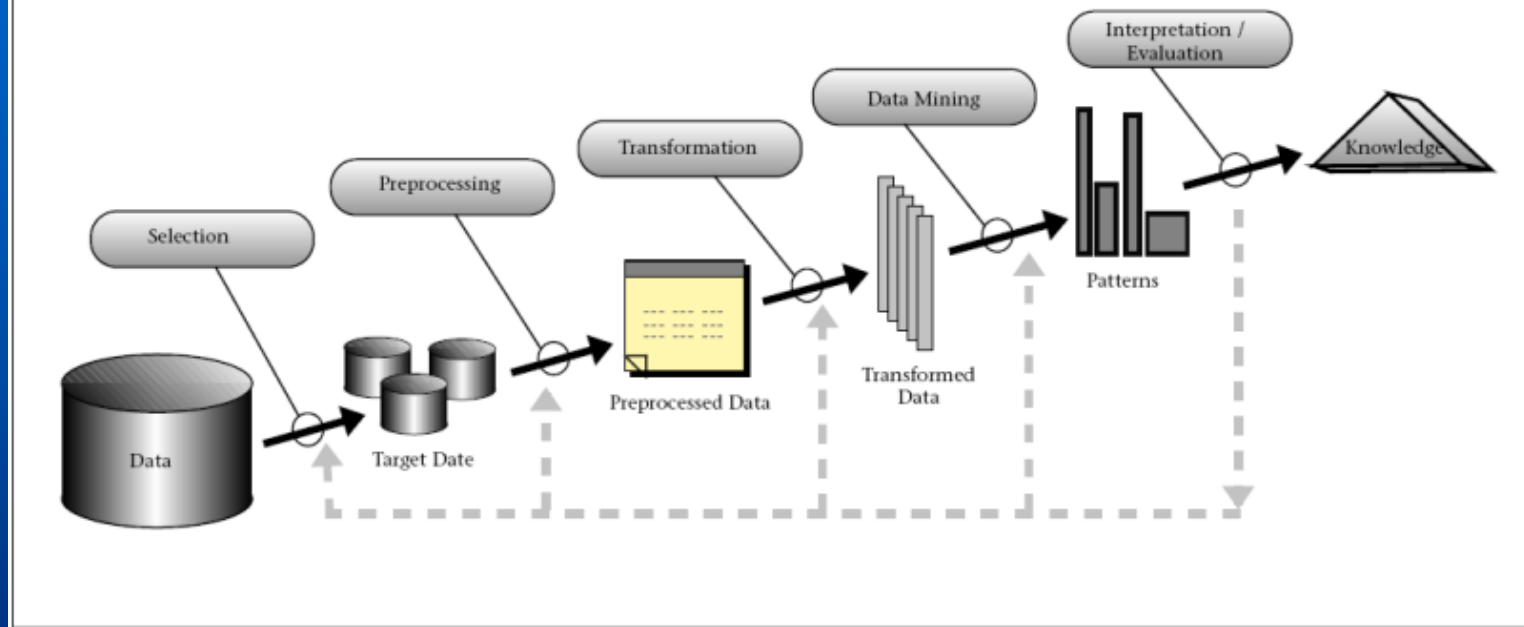 Interpretation /
Evaluation
Data Mining
Transformation
Preprocessing
Selection
Knowledge
Patterns
Transformed
Data
Preprocessed Data
Target Date
Data
--- --- ---
--- --- ---
--- --- ---